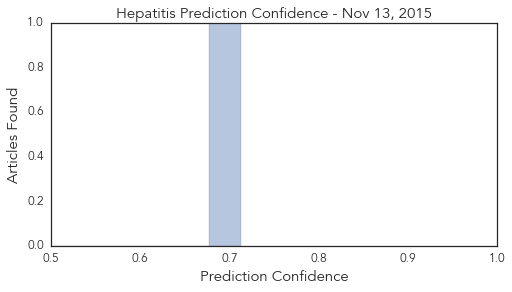 Hepatitis Prediction Confidence - Nov 13, 2015
1.0
0.8
0.6
0.4
0.2
0.0
Articles Found
0.5 0.6 0.7 0.8 0.9 1.0
Prediction Confidence